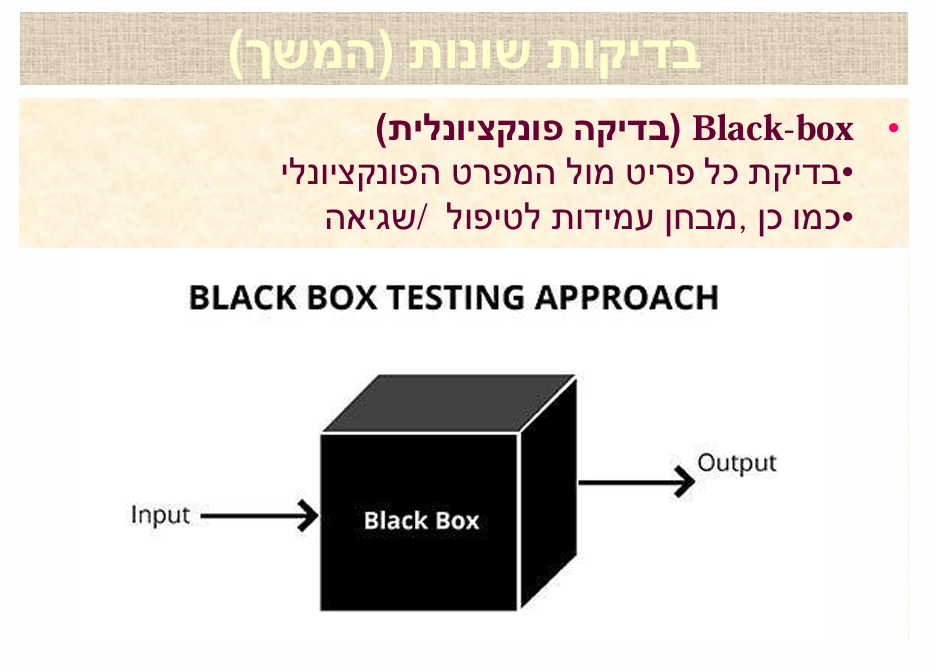 בדיקות שונות (המשך)
• Black-box (בדיקה פונקציונלית)
•בדיקת כל פריט מול המפרט הפונקציונלי
•כמו כן ,מבחן עמידות לטיפול /שגיאה
BLACK BOX TESTING APPROACH
Output
Input
Black Box